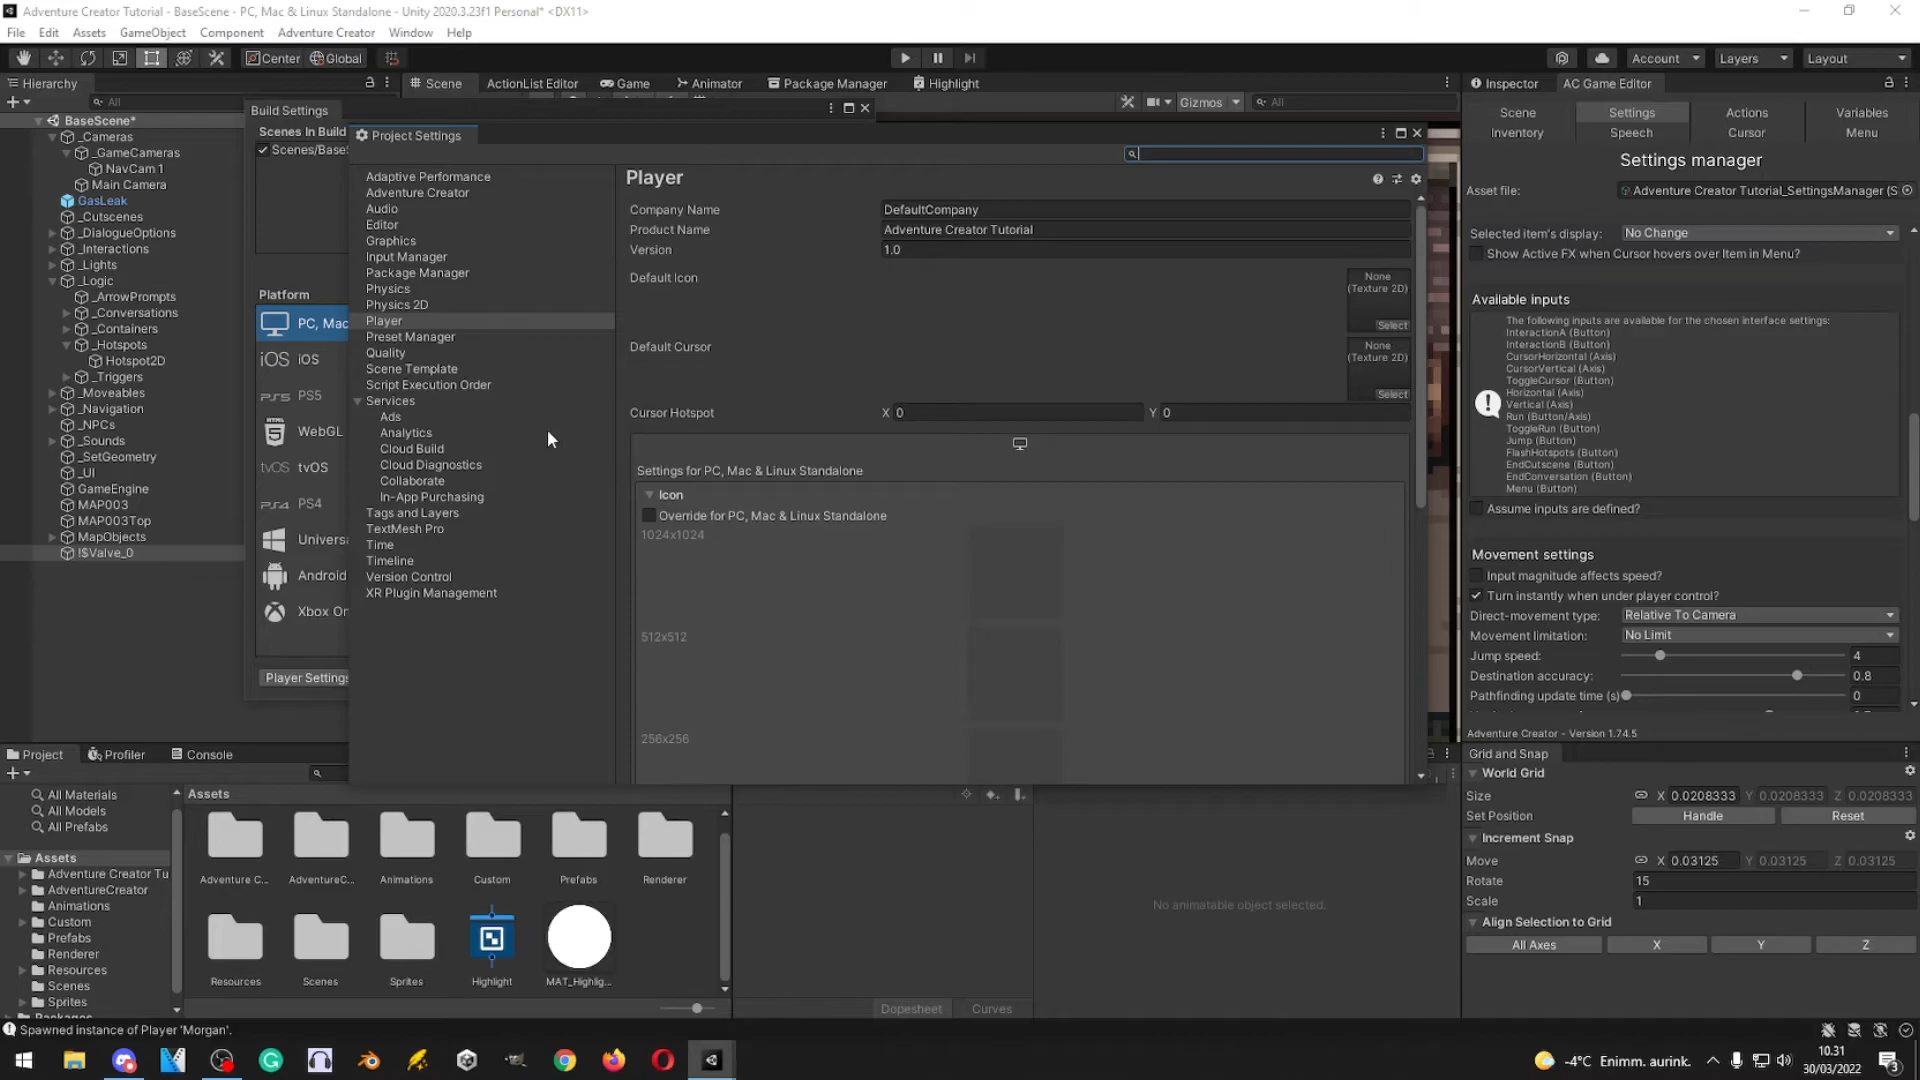 Adventure Creator Tutorial - BaseScene - PC, Mac & Linux Standalone - Unity 2020.3.23f1 Personal* <DX11>
File Edit Assets GameObject Component Adventure Creator Window Help
Center Global Account Layers Layout
Hierarchy Scene ActionList Editor Game Animator Package Manager Highlight Inspector AC Game Editor
All Gizmos All
Build Settings
Scenes In Build
Scenes/BaseS
Platform
PC, Mac
iOS iOS
PS5 PS5
WebGL
tvOS tvOS
PS4 PS4
Universa
Android
Xbox On
Player Settings
BaseScene*
_Cameras
_GameCameras
NavCam 1
Main Camera
GasLeak
_Cutscenes
_DialogueOptions
_Interactions
_Lights
_Logic
_ArrowPrompts
_Conversations
_Containers
_Hotspots
Hotspot2D
_Triggers
_Moveables
_Navigation
_NPCs
_Sounds
_SetGeometry
_UI
GameEngine
MAP003
MAP003Top
MapObjects
!$Valve_0
Project Settings
Adaptive Performance
Adventure Creator
Audio
Editor
Graphics
Input Manager
Package Manager
Physics
Physics 2D
Player
Preset Manager
Quality
Scene Template
Script Execution Order
Services
Ads
Analytics
Cloud Build
Cloud Diagnostics
Collaborate
In-App Purchasing
Tags and Layers
TextMesh Pro
Time
Timeline
Version Control
XR Plugin Management
Player
Company Name DefaultCompany
Product Name Adventure Creator Tutorial
Version 1.0
Default Icon None
(Texture 2D)
Select
Default Cursor None
(Texture 2D)
Select
Cursor Hotspot X 0 Y 0
Settings for PC, Mac & Linux Standalone
Icon
Override for PC, Mac & Linux Standalone
1024x1024
512x512
256x256
Scene Settings Actions Variables
Inventory Speech Cursor Menu
Settings manager
Asset file: Adventure Creator Tutorial_SettingsManager (S
Selected item's display: No Change
Show Active FX when Cursor hovers over Item in Menu?
Available inputs
The following inputs are available for the chosen interface settings:
InteractionA (Button)
InteractionB (Button)
CursorHorizontal (Axis)
CursorVertical (Axis)
ToggleCursor (Button)
Horizontal (Axis)
Vertical (Axis)
Run (Button/Axis)
ToggleRun (Button)
Jump (Button)
FlashHotspots (Button)
EndCutscene (Button)
EndConversation (Button)
Menu (Button)
Assume inputs are defined?
Movement settings
Input magnitude affects speed?
Turn instantly when under player control?
Direct-movement type: Relative To Camera
Movement limitation: No Limit
Jump speed: 4
Destination accuracy: 0.8
Pathfinding update time (s) 0
Adventure Creator - Version 1.74.5
Grid and Snap
World Grid
Size X 0.0208333 Y 0.0208333 Z 0.0208333
Set Position Handle Reset
Increment Snap
Move X 0.03125 Y 0.03125 Z 0.03125
Rotate 15
Scale 1
Align Selection to Grid
All Axes X Y Z
Project Profiler Console
All Materials
All Models
All Prefabs
Assets
Adventure Creator Tu
AdventureCreator
Animations
Custom
Prefabs
Renderer
Resources
Scenes
Sprites
Packages
Assets
Adventure C... AdventureC... Animations Custom Prefabs Renderer
Resources Scenes Sprites Highlight MAT_Highlig...
No animatable object selected.
Dopesheet Curves
Spawned instance of Player 'Morgan'.
-4°C Enimm. aurink.
10.31
30/03/2022
3